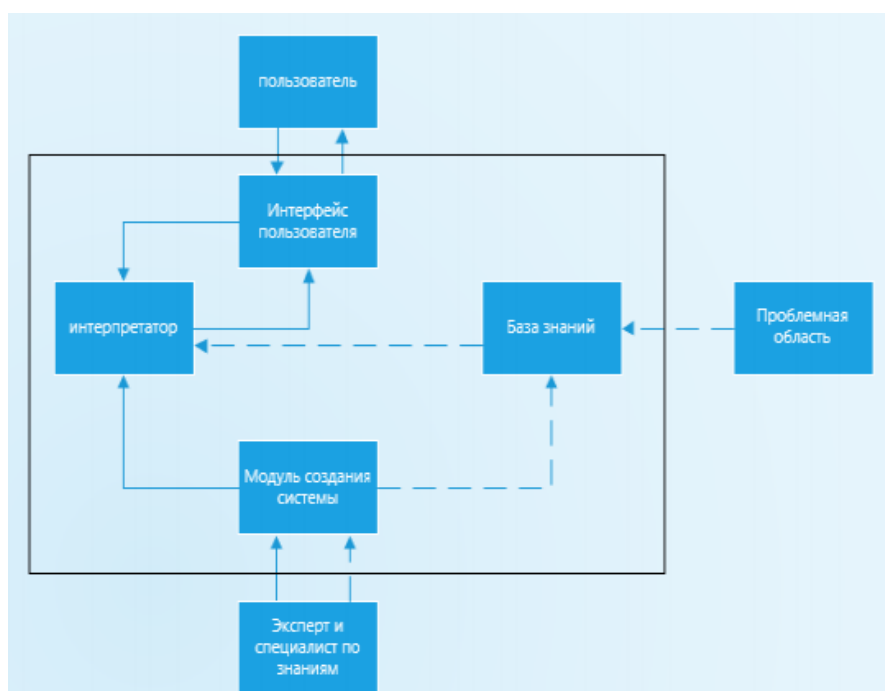 пользователь
Интерфейс
пользователя
интерпретатор
База знаний
Проблемная
область
Модуль создания
системы
Эксперт и
специалист по
знаниям